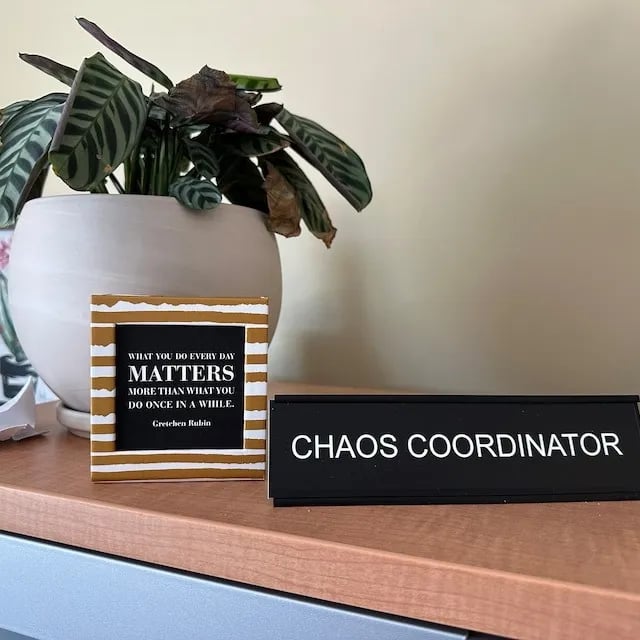 WHAT YOU DO EVERY DAY
MATTERS
MORE THAN WHAT YOU
DO ONCE IN A WHILE.
Gretchen Rubin
CHAOS COORDINATOR